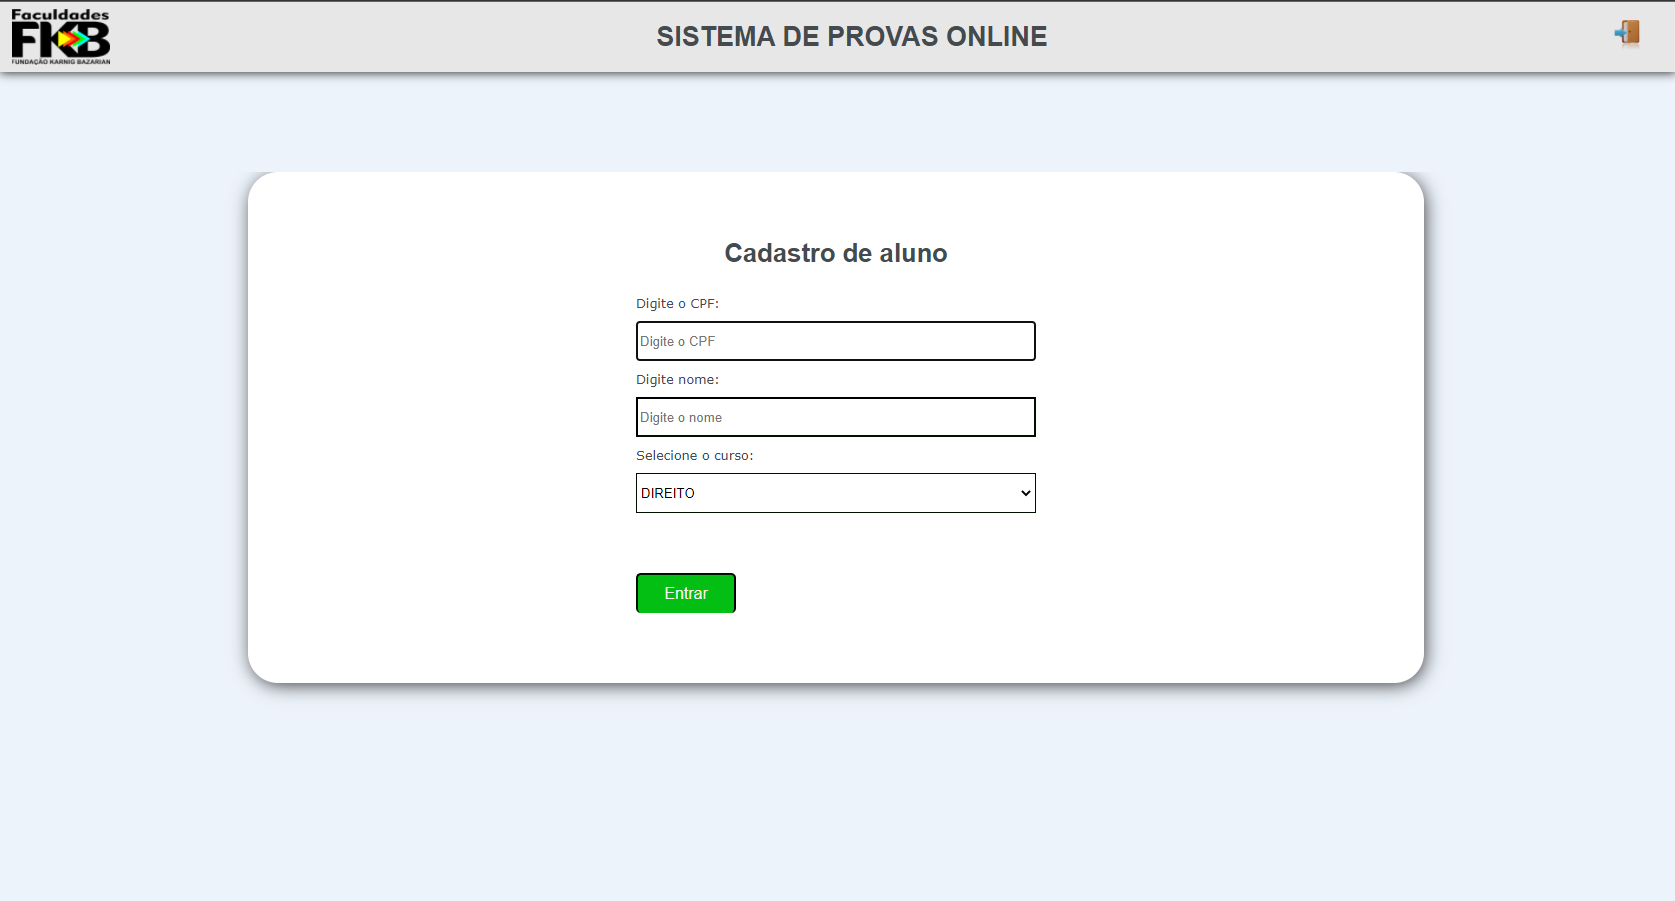 Faculdades
FKB
FUNDAÇÃO KARNIG BAZARIAN
SISTEMA DE PROVAS ONLINE
Cadastro de aluno
Digite o CPF:
Digite o CPF
Digite nome:
Digite o nome
Selecione o curso:
DIREITO
Entrar